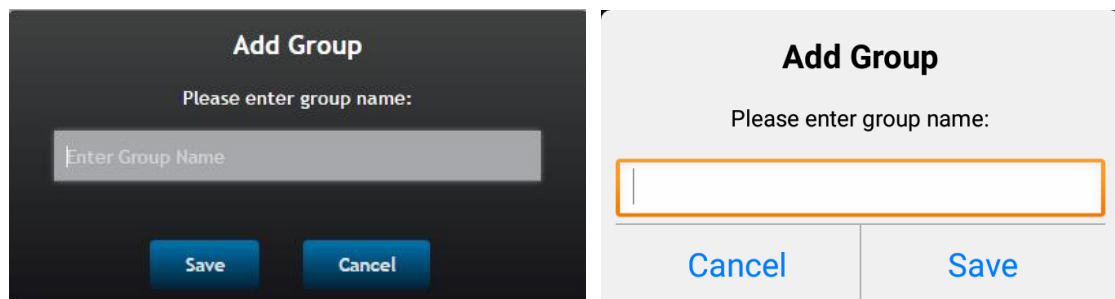 Add Group
Please enter group name:
Enter Group Name
Save Cancel
Add Group
Please enter group name:
Cancel Save